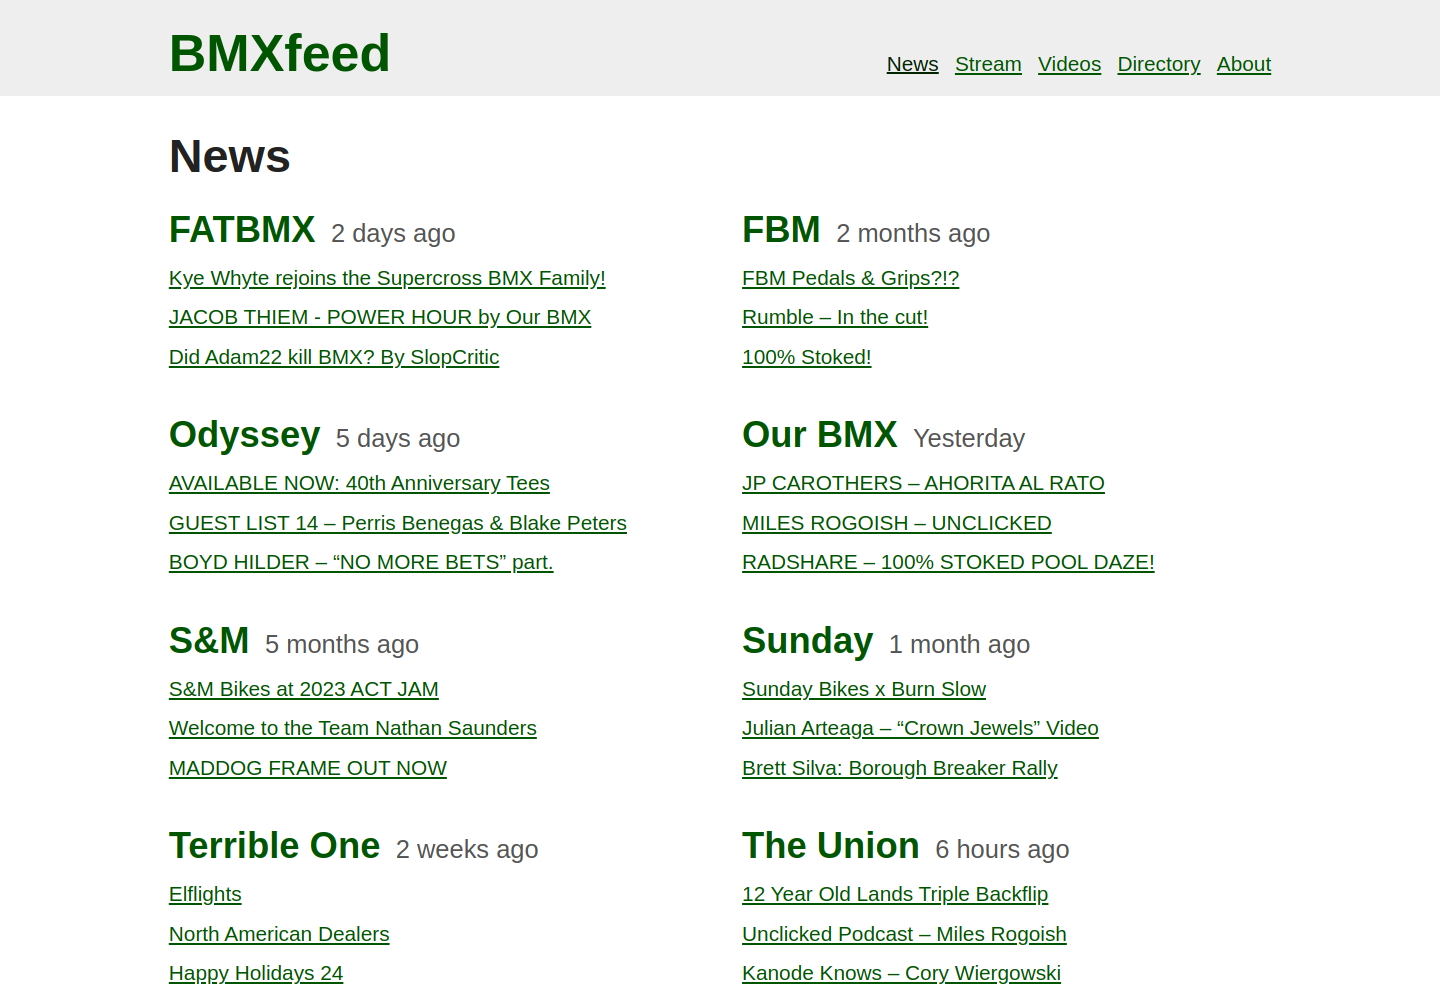 BMXfeed
News Stream Videos Directory About
News
FATBMX 2 days ago
Kye Whyte rejoins the Supercross BMX Family!
JACOB THIEM - POWER HOUR by Our BMX
Did Adam22 kill BMX? By SlopCritic
FBM 2 months ago
FBM Pedals & Grips?!?
Rumble – In the cut!
100% Stoked!
Odyssey 5 days ago
AVAILABLE NOW: 40th Anniversary Tees
GUEST LIST 14 – Perris Benegas & Blake Peters
BOYD HILDER – “NO MORE BETS” part.
Our BMX Yesterday
JP CAROTHERS – AHORITA AL RATO
MILES ROGOISH – UNCLICKED
RADSHARE – 100% STOKED POOL DAZE!
S&M 5 months ago
S&M Bikes at 2023 ACT JAM
Welcome to the Team Nathan Saunders
MADDOG FRAME OUT NOW
Sunday 1 month ago
Sunday Bikes x Burn Slow
Julian Arteaga – “Crown Jewels” Video
Brett Silva: Borough Breaker Rally
Terrible One 2 weeks ago
Elflights
North American Dealers
Happy Holidays 24
The Union 6 hours ago
12 Year Old Lands Triple Backflip
Unclicked Podcast – Miles Rogoish
Kanode Knows – Cory Wiergowski